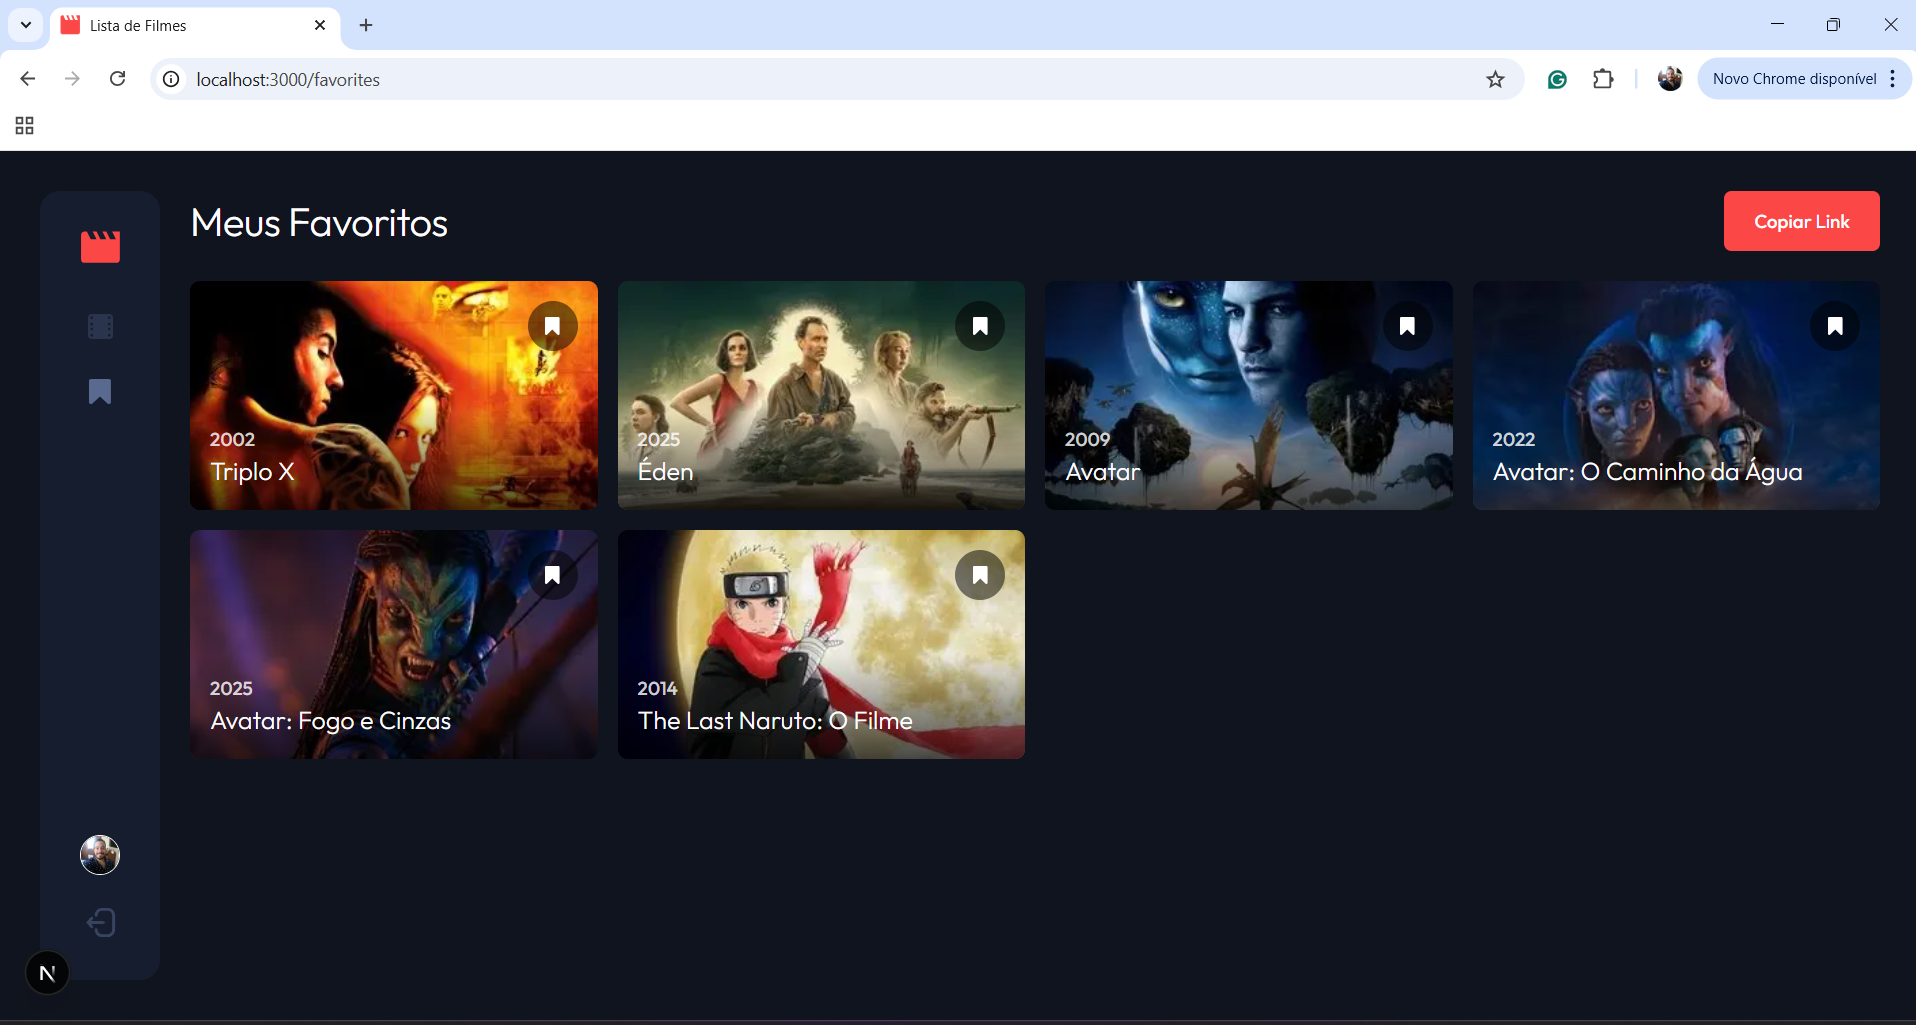 Lista de Filmes
localhost:3000/favorites
Novo Chrome disponível
Meus Favoritos
Copiar Link
2002
Triplo X
2025
Éden
2009
Avatar
2022
Avatar: O Caminho da Água
2025
Avatar: Fogo e Cinzas
2014
The Last Naruto: O Filme
N